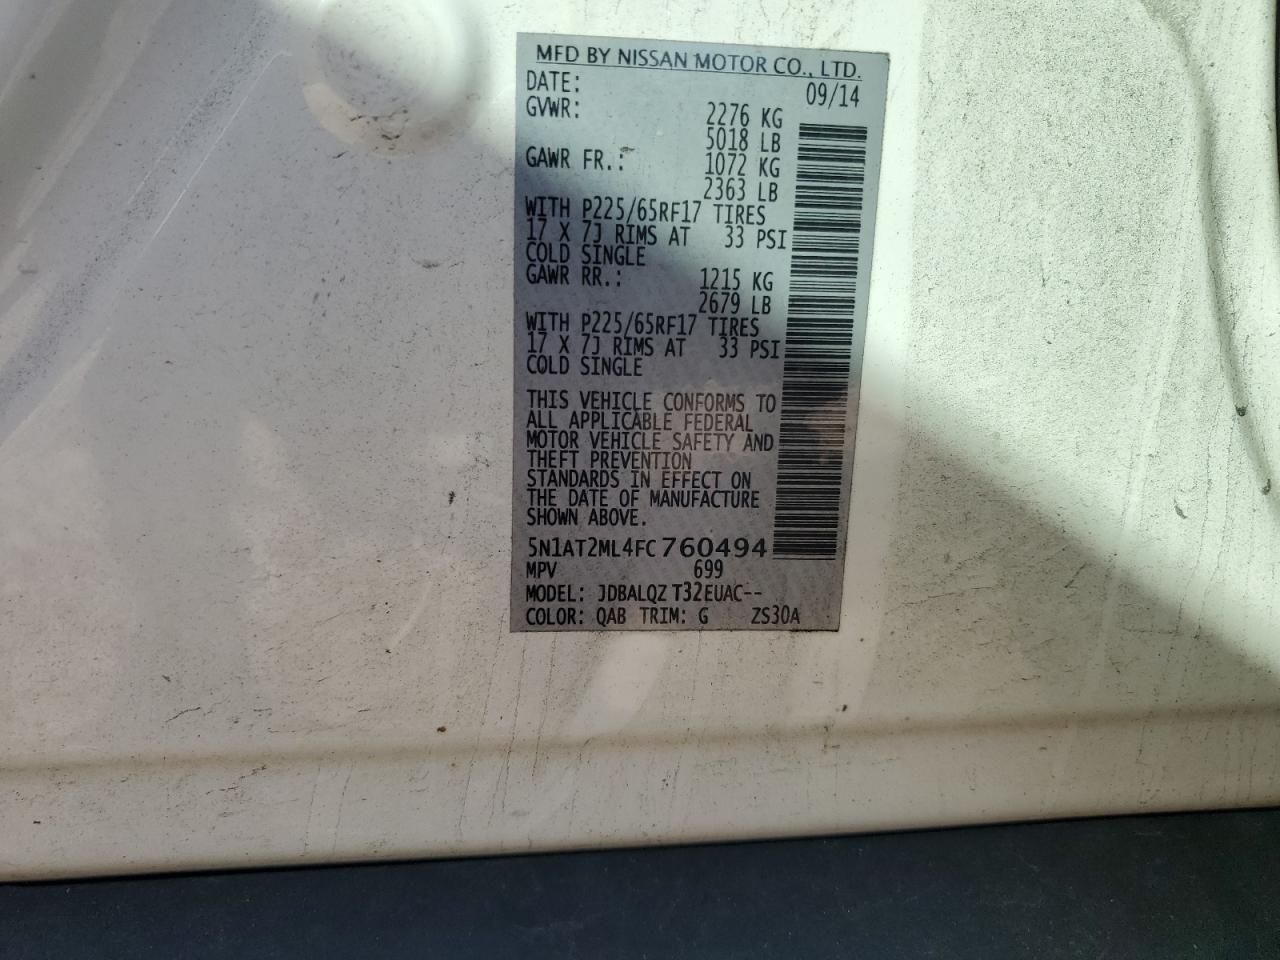 MFD BY NISSAN MOTOR CO., LTD.
DATE: 09/14
GVWR: 2276 KG
5018 LB
GAWR FR.: 1072 KG
2363 LB
WITH P225/65RF17 TIRES
17 X 7J RIMS AT 33 PSI
COLD SINGLE
GAWR RR.: 1215 KG
2679 LB
WITH P225/65RF17 TIRES
17 X 7J RIMS AT 33 PSI
COLD SINGLE
THIS VEHICLE CONFORMS TO
ALL APPLICABLE FEDERAL
MOTOR VEHICLE SAFETY AND
THEFT PREVENTION
STANDARDS IN EFFECT ON
THE DATE OF MANUFACTURE
SHOWN ABOVE.
5N1AT2ML4FC760494
MPV 699
MODEL: JDBALQZ T32EUAC--
COLOR: QAB TRIM: G ZS30A